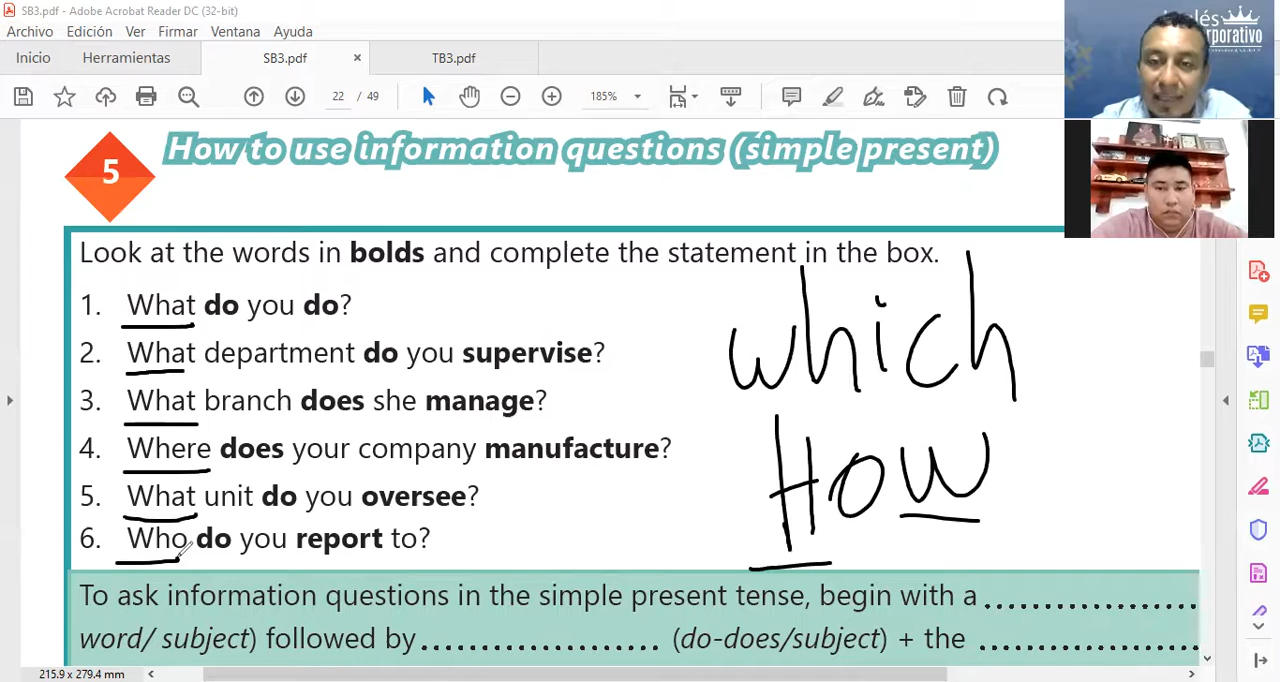 SB3.pdf - Adobe Acrobat Reader DC (32-bit)
Archivo Edición Ver Firmar Ventana Ayuda
Inicio Herramientas SB3.pdf × TB3.pdf
22 / 49 185%
5 How to use information questions (simple present)
Look at the words in bolds and complete the statement in the box.
1. What do you do?
2. What department do you supervise?
3. What branch does she manage?
4. Where does your company manufacture?
5. What unit do you oversee?
6. Who do you report to?
which
How
To ask information questions in the simple present tense, begin with a ....................
word/ subject) followed by ...................... (do-does/subject) + the ....................
215.9 x 279.4 mm